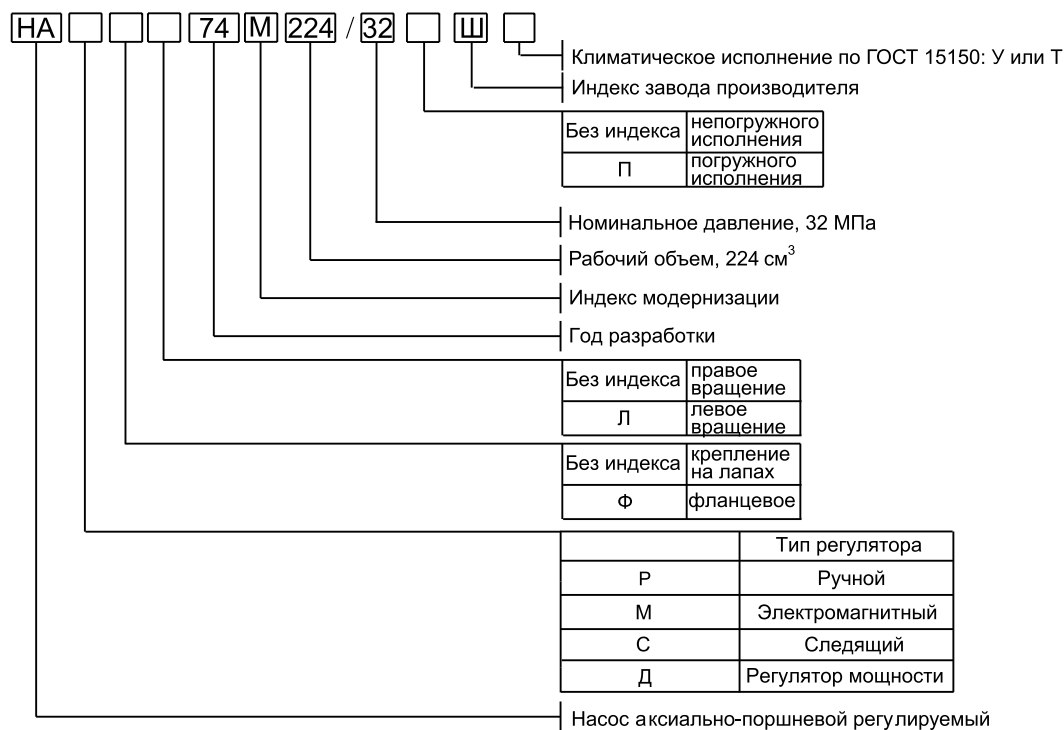 НА 74 М 224 / 32 Ш
Климатическое исполнение по ГОСТ 15150: У или Т
Индекс завода производителя
Без индекса непогружного
исполнения
П погружного
исполнения
Номинальное давление, 32 МПа
Рабочий объем, 224 см³
Индекс модернизации
Год разработки
Без индекса правое
вращение
Л левое
вращение
Без индекса крепление
на лапах
Ф фланцевое
Тип регулятора
Р Ручной
М Электромагнитный
С Следящий
Д Регулятор мощности
Насос аксиально-поршневой регулируемый